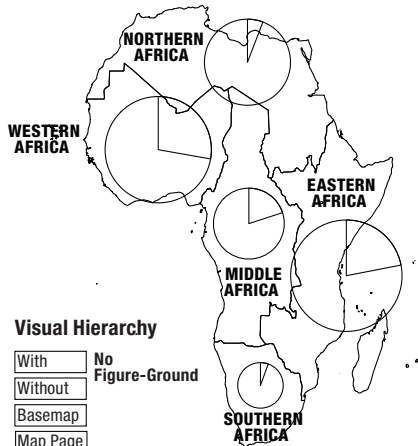 NORTHERN
AFRICA
WESTERN
AFRICA
EASTERN
AFRICA
MIDDLE
AFRICA
SOUTHERN
AFRICA
Visual Hierarchy
With
No
Figure-Ground
Without
Basemap
Map Page